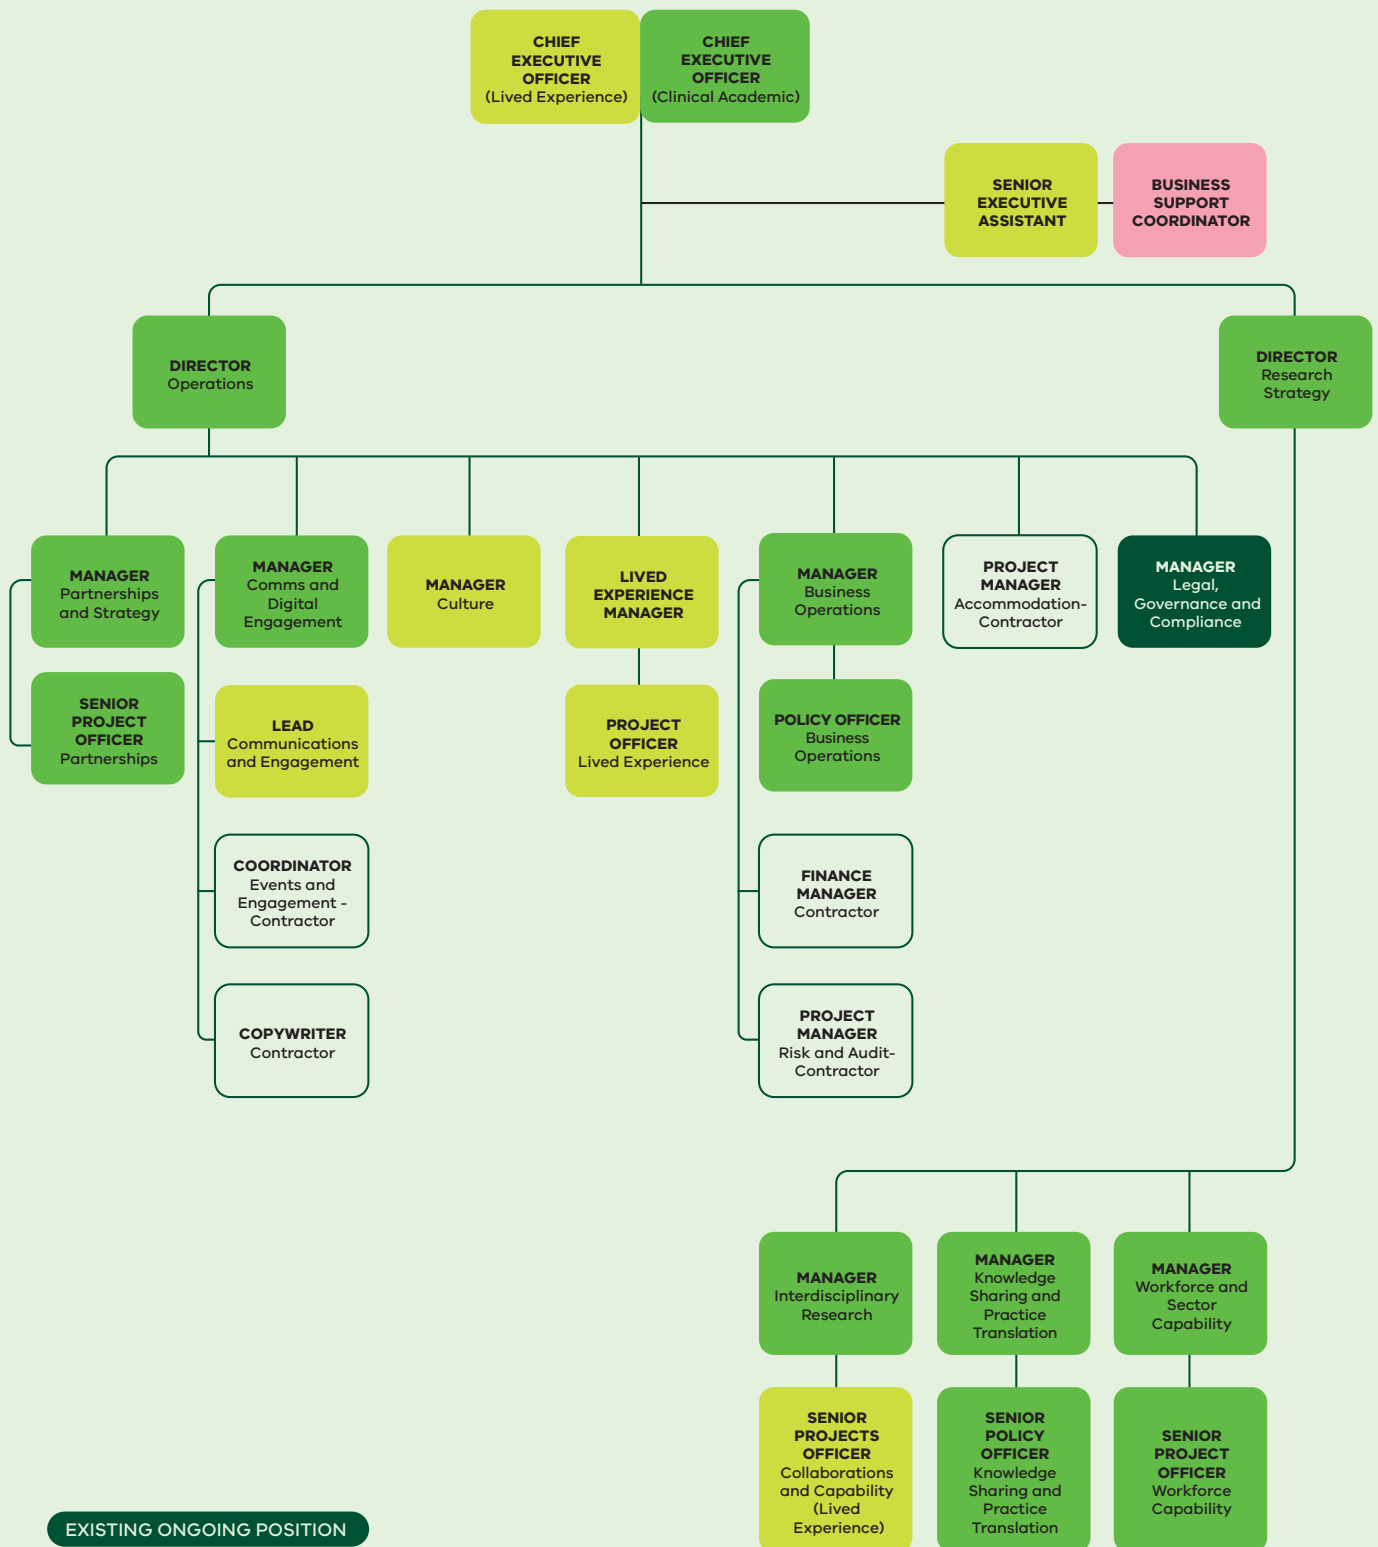 CHIEF
EXECUTIVE
OFFICER
(Lived Experience)
CHIEF
EXECUTIVE
OFFICER
(Clinical Academic)
SENIOR
EXECUTIVE
ASSISTANT
BUSINESS
SUPPORT
COORDINATOR
DIRECTOR
Operations
DIRECTOR
Research
Strategy
MANAGER
Partnerships
and Strategy
MANAGER
Comms and
Digital
Engagement
MANAGER
Culture
LIVED
EXPERIENCE
MANAGER
MANAGER
Business
Operations
PROJECT
MANAGER
Accommodation-
Contractor
MANAGER
Legal,
Governance and
Compliance
SENIOR
PROJECT
OFFICER
Partnerships
LEAD
Communications
and Engagement
PROJECT
OFFICER
Lived Experience
POLICY OFFICER
Business
Operations
COORDINATOR
Events and
Engagement -
Contractor
FINANCE
MANAGER
Contractor
COPYWRITER
Contractor
PROJECT
MANAGER
Risk and Audit-
Contractor
MANAGER
Interdisciplinary
Research
MANAGER
Knowledge
Sharing and
Practice
Translation
MANAGER
Workforce and
Sector
Capability
SENIOR
PROJECTS
OFFICER
Collaborations
and Capability
(Lived
Experience)
SENIOR
POLICY
OFFICER
Knowledge
Sharing and
Practice
Translation
SENIOR
PROJECT
OFFICER
Workforce
Capability
EXISTING ONGOING POSITION